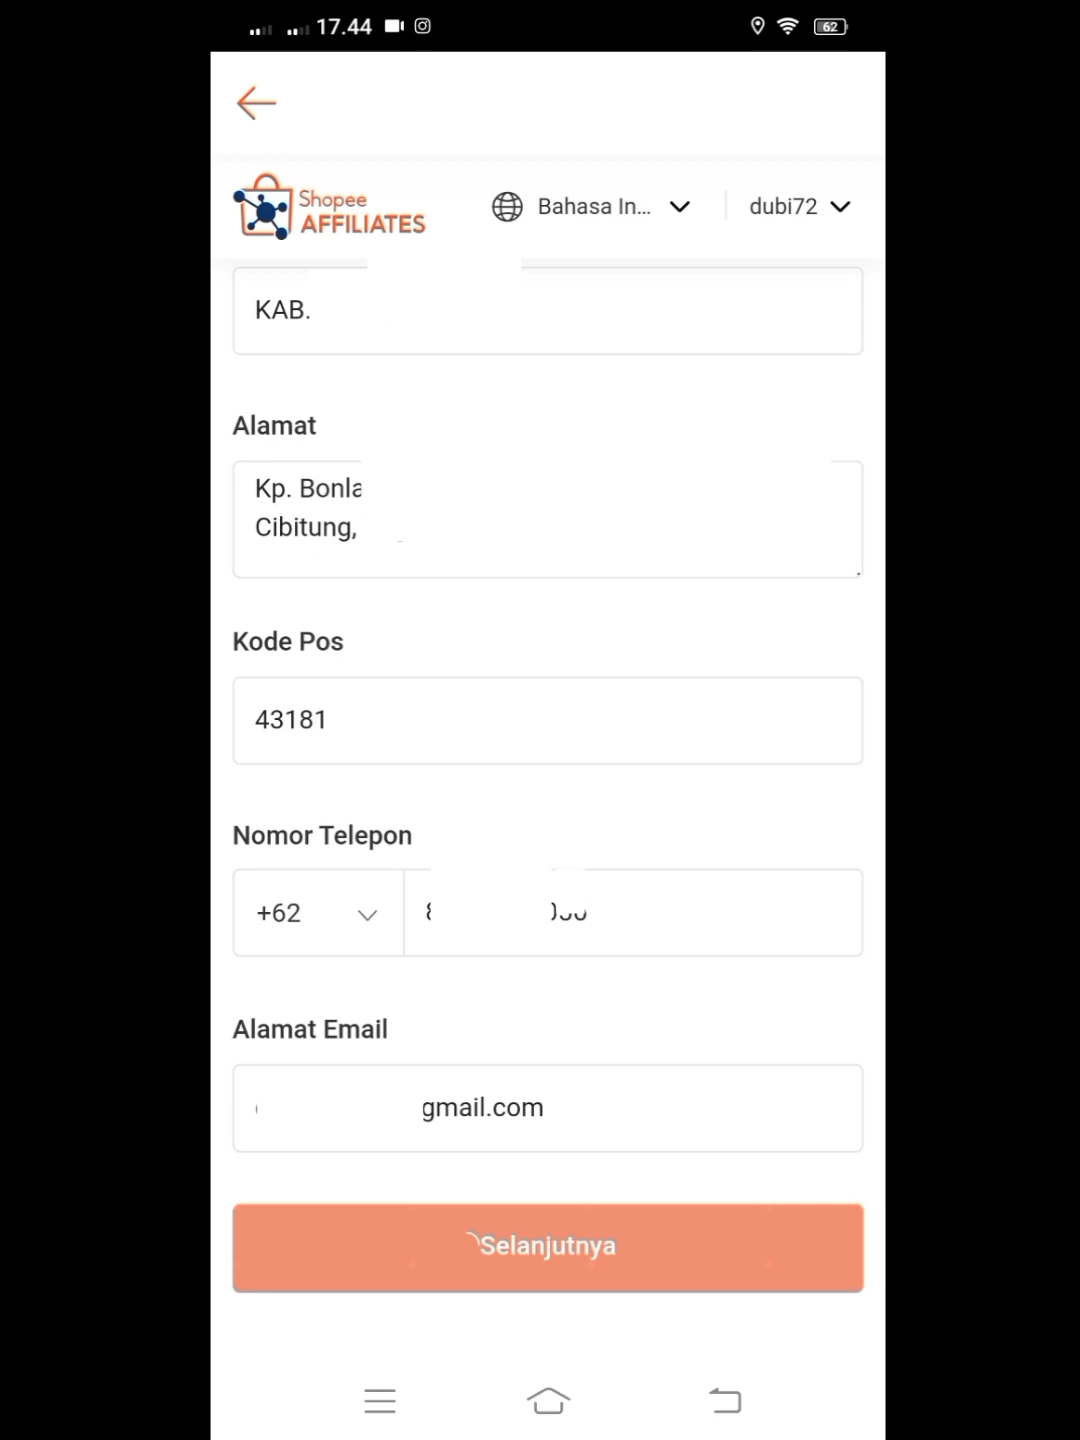 17.44
62
Shopee
AFFILIATES
Bahasa In...
dubi72
KAB.
Alamat
Kp. Bonla
Cibitung,
Kode Pos
43181
Nomor Telepon
+62
Alamat Email
gmail.com
Selanjutnya